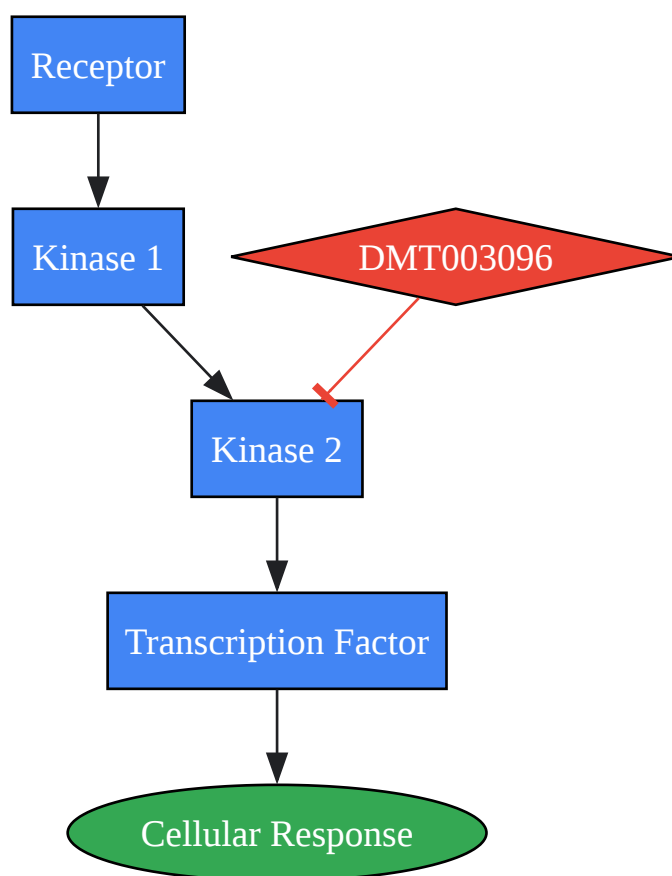 Receptor
Kinase 1
DMT003096
Kinase 2
Transcription Factor
Cellular Response